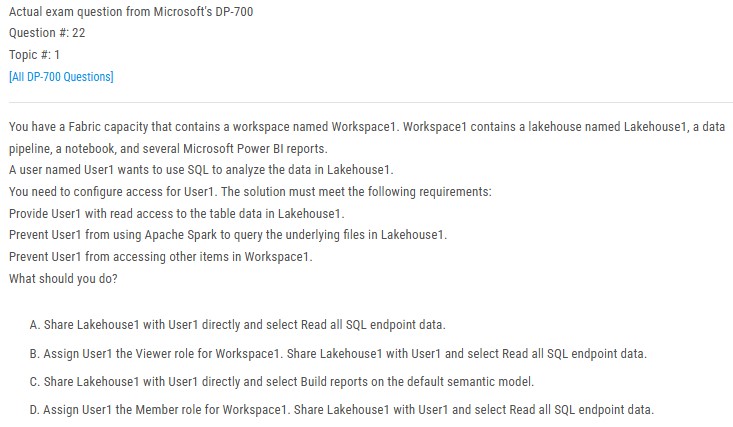 Actual exam question from Microsoft's DP-700
Question #: 22
Topic #: 1
[All DP-700 Questions]
You have a Fabric capacity that contains a workspace named Workspace1. Workspace1 contains a lakehouse named Lakehouse1, a data
pipeline, a notebook, and several Microsoft Power BI reports.
A user named User1 wants to use SQL to analyze the data in Lakehouse1.
You need to configure access for User1. The solution must meet the following requirements:
Provide User1 with read access to the table data in Lakehouse1.
Prevent User1 from using Apache Spark to query the underlying files in Lakehouse1.
Prevent User1 from accessing other items in Workspace1.
What should you do?
A. Share Lakehouse1 with User1 directly and select Read all SQL endpoint data.
B. Assign User1 the Viewer role for Workspace1. Share Lakehouse1 with User1 and select Read all SQL endpoint data.
C. Share Lakehouse1 with User1 directly and select Build reports on the default semantic model.
D. Assign User1 the Member role for Workspace1. Share Lakehouse1 with User1 and select Read all SQL endpoint data.